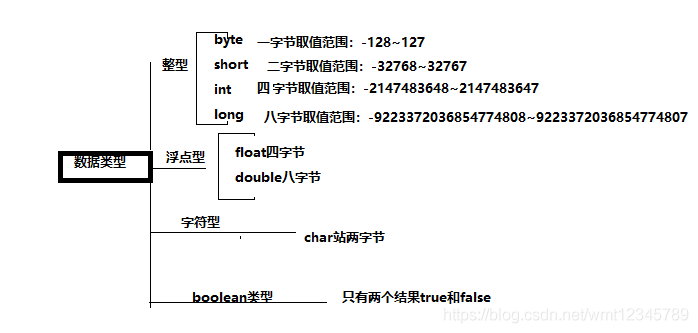 byte 一字节取值范围：-128~127
整型
short 二字节取值范围：-32768~32767
int 四字节取值范围：-2147483648~2147483647
long 八字节取值范围：-9223372036854774808~9223372036854774807
float四字节
数据类型
浮点型
double八字节
字符型
char站两字节
boolean类型
只有两个结果true和false
https://blog.csdn.net/wmt12345789